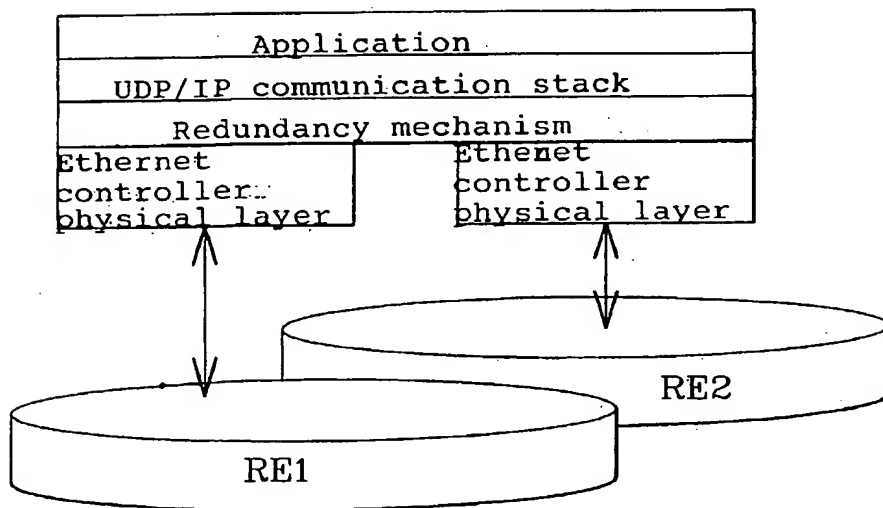 Application
UDP/IP communication stack
Redundancy mechanism
Ethernet
controller
physical layer
Ethenet
controller
physical layer
RE2
RE1